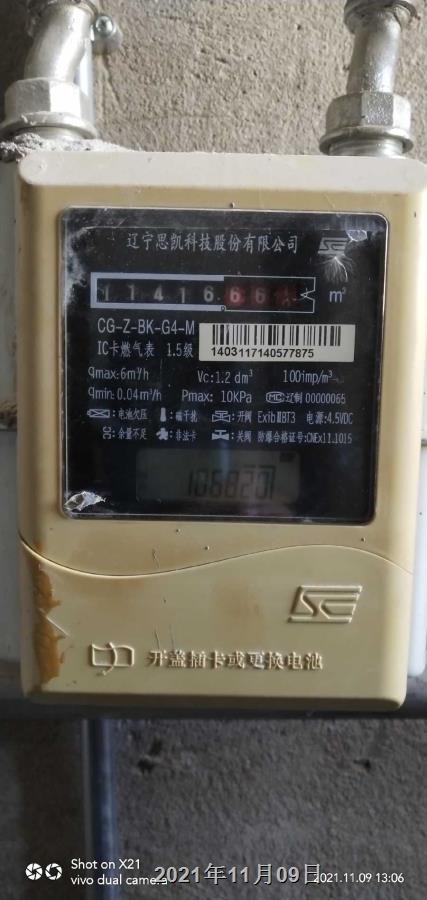 辽宁思凯科技股份有限公司
11416.661 m³
CG-Z-BK-G4-M
IC卡燃气表 1.5级
1403117140577875
qmax:6m³/h Vc:1.2 dm³ 100imp/m³
qmin:0.04m³/h Pmax: 10KPa MC 辽制 00000065
:电池欠压 :磁干扰 :开阀 ExibⅡBT3 电源:4.5VDC
:余量不足 :非法卡 :关阀 防爆合格证号:CNEx11.1015
开盖插卡或更换电池
Shot on X21
vivo dual camera
2021年11月09日
2021.11.09 13:06